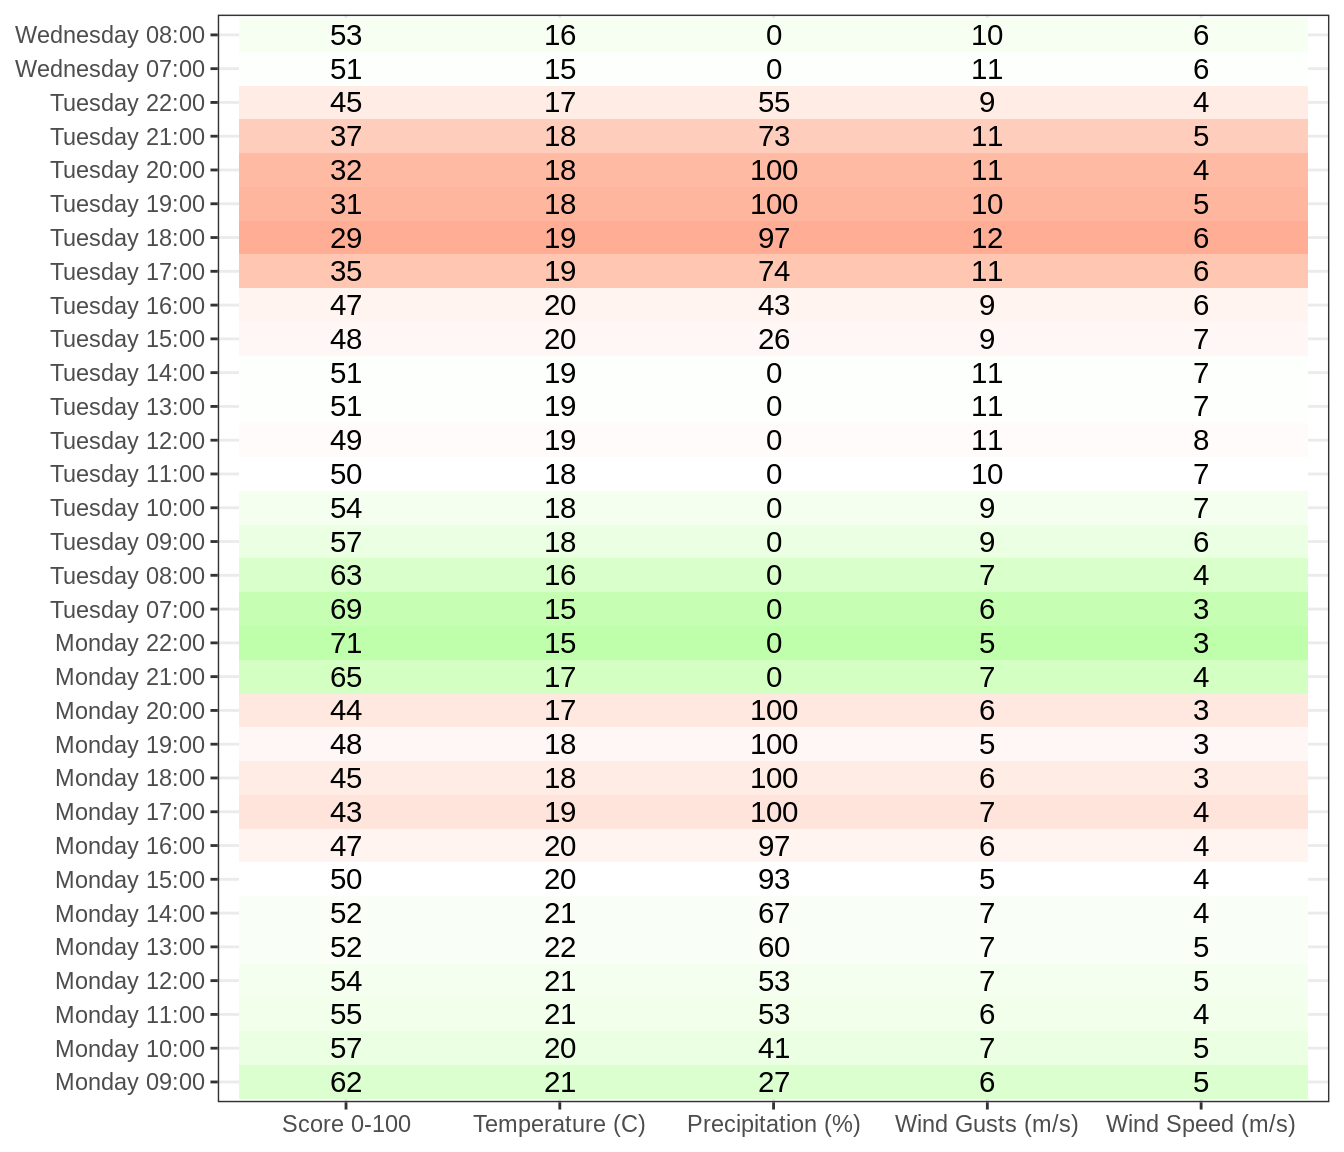 Wednesday 08:00 53 16 0 10 6
Wednesday 07:00 51 15 0 11 6
Tuesday 22:00 45 17 55 9 4
Tuesday 21:00 37 18 73 11 5
Tuesday 20:00 32 18 100 11 4
Tuesday 19:00 31 18 100 10 5
Tuesday 18:00 29 19 97 12 6
Tuesday 17:00 35 19 74 11 6
Tuesday 16:00 47 20 43 9 6
Tuesday 15:00 48 20 26 9 7
Tuesday 14:00 51 19 0 11 7
Tuesday 13:00 51 19 0 11 7
Tuesday 12:00 49 19 0 11 8
Tuesday 11:00 50 18 0 10 7
Tuesday 10:00 54 18 0 9 7
Tuesday 09:00 57 18 0 9 6
Tuesday 08:00 63 16 0 7 4
Tuesday 07:00 69 15 0 6 3
Monday 22:00 71 15 0 5 3
Monday 21:00 65 17 0 7 4
Monday 20:00 44 17 100 6 3
Monday 19:00 48 18 100 5 3
Monday 18:00 45 18 100 6 3
Monday 17:00 43 19 100 7 4
Monday 16:00 47 20 97 6 4
Monday 15:00 50 20 93 5 4
Monday 14:00 52 21 67 7 4
Monday 13:00 52 22 60 7 5
Monday 12:00 54 21 53 7 5
Monday 11:00 55 21 53 6 4
Monday 10:00 57 20 41 7 5
Monday 09:00 62 21 27 6 5
Score 0-100 Temperature (C) Precipitation (%) Wind Gusts (m/s) Wind Speed (m/s)